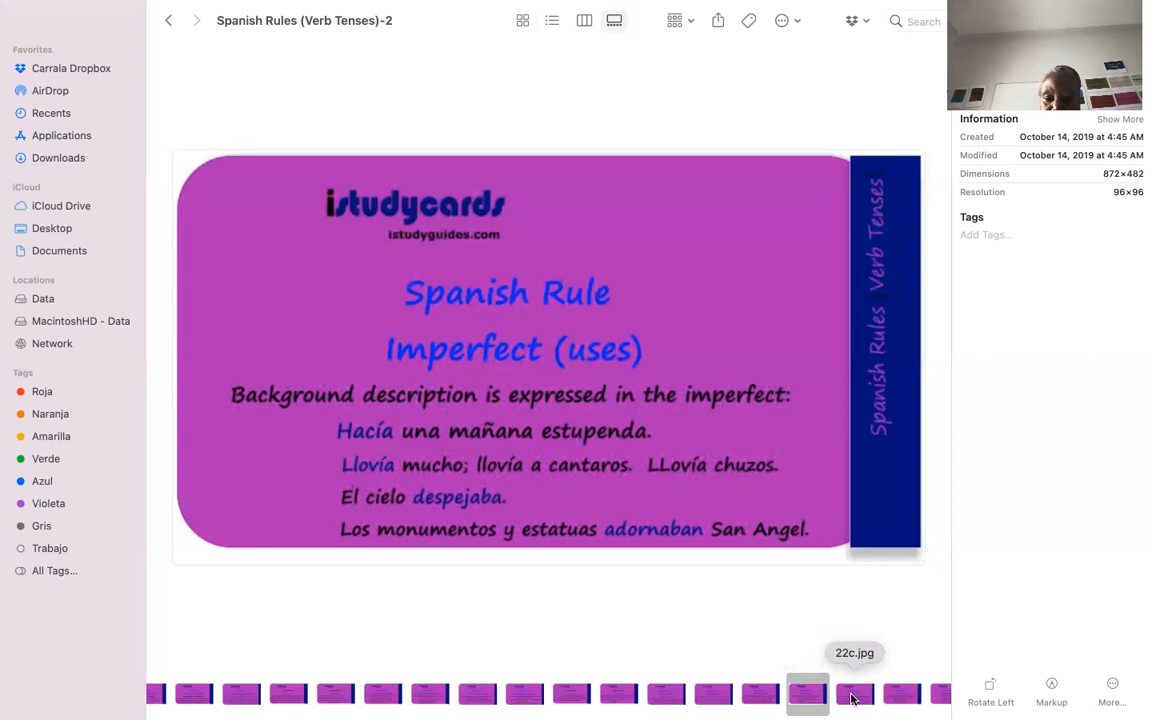 Spanish Rules (Verb Tenses)-2
Search
Favorites
Carrala Dropbox
AirDrop
Recents
Applications
Downloads
iCloud
iCloud Drive
Desktop
Documents
Locations
Data
MacintoshHD - Data
Network
Tags
Roja
Naranja
Amarilla
Verde
Azul
Violeta
Gris
Trabajo
All Tags...
istudycards
istudyguides.com
Spanish Rule
Imperfect (uses)
Background description is expressed in the imperfect:
Hacía una mañana estupenda.
Llovía mucho; llovía a cantaros. LLovía chuzos.
El cielo despejaba.
Los monumentos y estatuas adornaban San Angel.
Spanish Rules (Verb Tenses)
22c.jpg
Information
Show More
Created October 14, 2019 at 4:45 AM
Modified October 14, 2019 at 4:45 AM
Dimensions 872×482
Resolution 96×96
Tags
Add Tags...
Rotate Left
Markup
More...